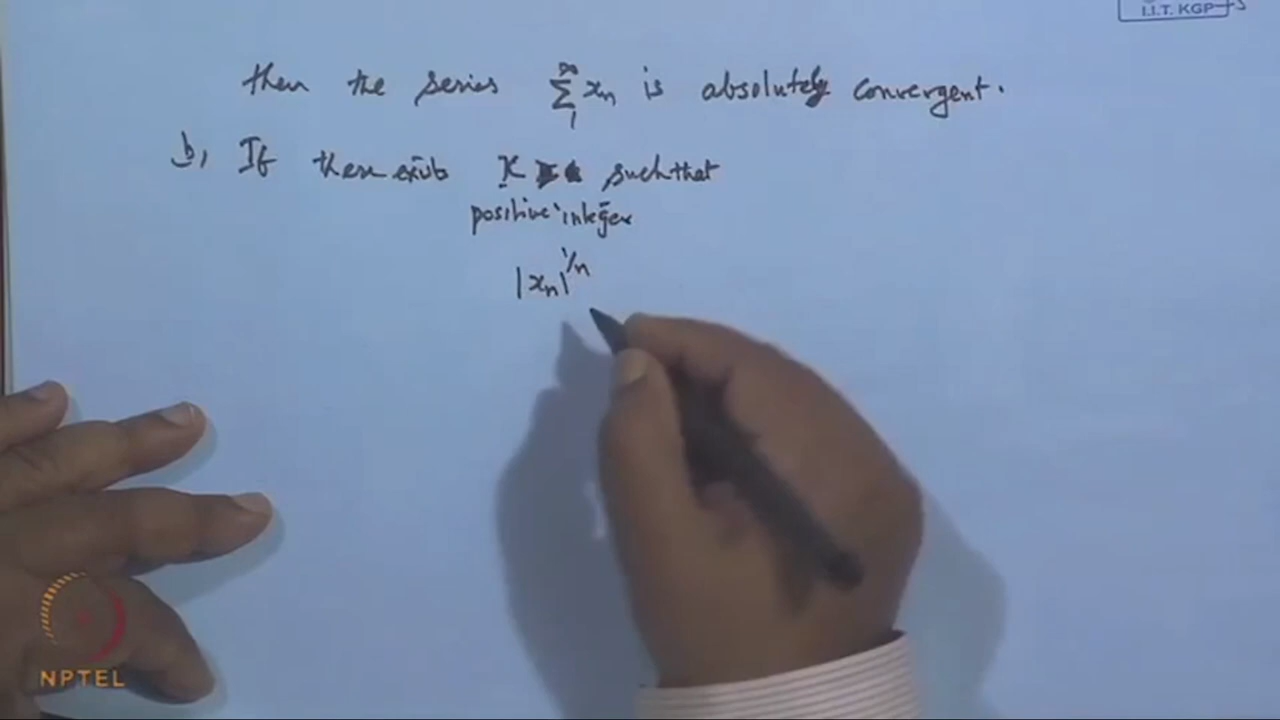 I.I.T. KGP
then the series ∞∑1 xn is absolutely convergent.
b, If there exists K such that
positive integer
|xn|^1/n
NPTEL